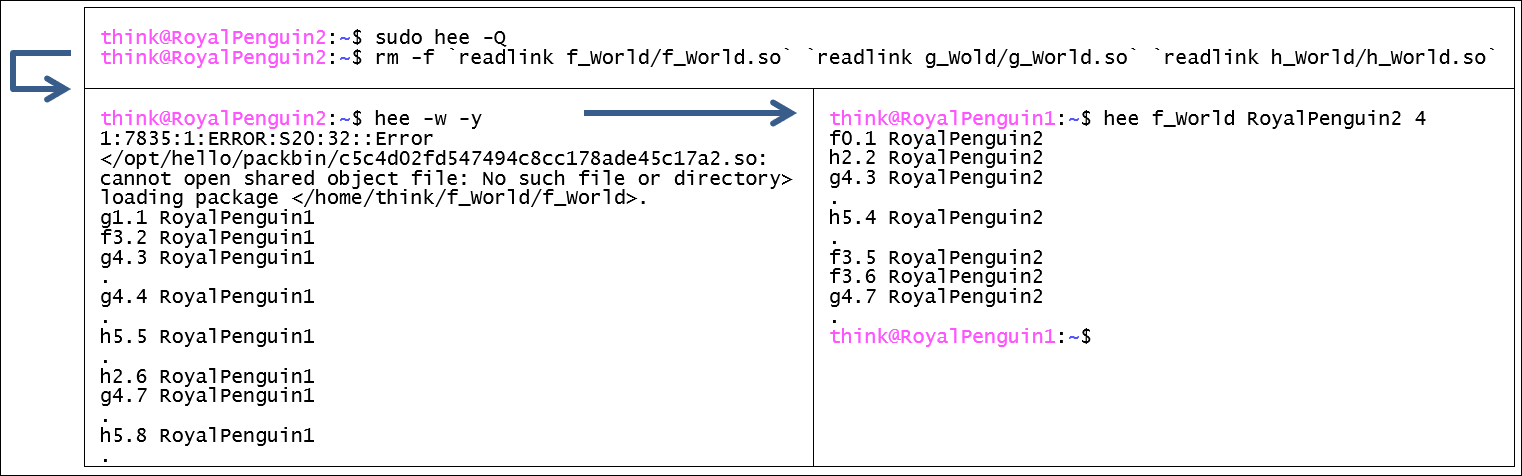 think@RoyalPenguin2:~$ sudo hee -Q
think@RoyalPenguin2:~$ rm -f `readlink f_World/f_World.so` `readlink g_Wold/g_World.so` `readlink h_World/h_World.so`
think@RoyalPenguin2:~$ hee -w -y
1:7835:1:ERROR:S20:32::Error
</opt/hello/packbin/c5c4d02fd547494c8cc178ade45c17a2.so:
cannot open shared object file: No such file or directory>
loading package </home/think/f_World/f_World>.
g1.1 RoyalPenguin1
f3.2 RoyalPenguin1
g4.3 RoyalPenguin1
.
g4.4 RoyalPenguin1
.
h5.5 RoyalPenguin1
.
h2.6 RoyalPenguin1
g4.7 RoyalPenguin1
.
h5.8 RoyalPenguin1
.
think@RoyalPenguin1:~$ hee f_World RoyalPenguin2 4
f0.1 RoyalPenguin2
h2.2 RoyalPenguin2
g4.3 RoyalPenguin2
.
h5.4 RoyalPenguin2
.
f3.5 RoyalPenguin2
f3.6 RoyalPenguin2
g4.7 RoyalPenguin2
.
think@RoyalPenguin1:~$